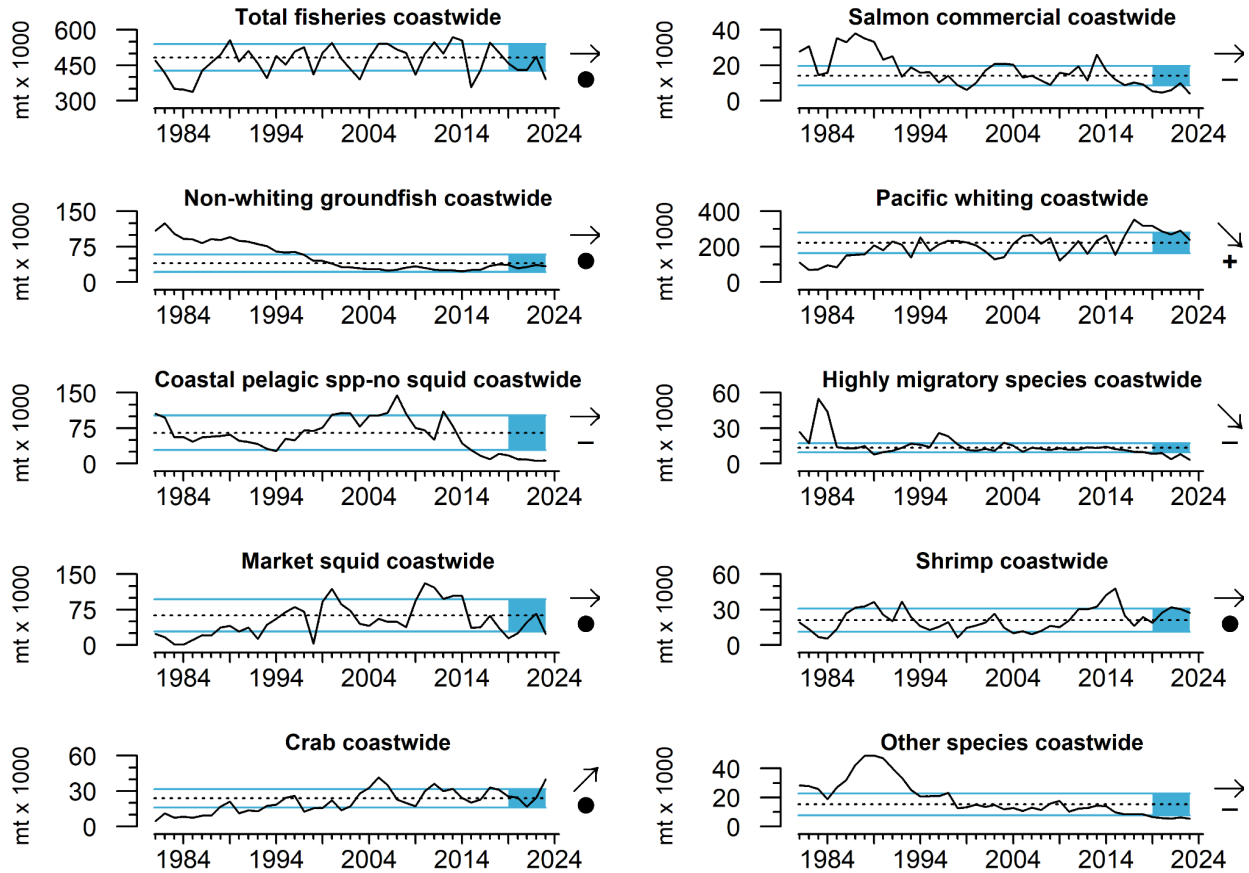 Total fisheries coastwide
mt x 1000
600
450
300
1984 1994 2004 2014 2024
Salmon commercial coastwide
mt x 1000
40
20
0
1984 1994 2004 2014 2024
Non-whiting groundfish coastwide
mt x 1000
150
75
0
1984 1994 2004 2014 2024
Pacific whiting coastwide
mt x 1000
400
200
0
1984 1994 2004 2014 2024
+
Coastal pelagic spp-no squid coastwide
mt x 1000
150
75
0
1984 1994 2004 2014 2024
Highly migratory species coastwide
mt x 1000
60
30
0
1984 1994 2004 2014 2024
Market squid coastwide
mt x 1000
150
75
0
1984 1994 2004 2014 2024
Shrimp coastwide
mt x 1000
60
30
0
1984 1994 2004 2014 2024
Crab coastwide
mt x 1000
60
30
0
1984 1994 2004 2014 2024
Other species coastwide
mt x 1000
40
20
0
1984 1994 2004 2014 2024